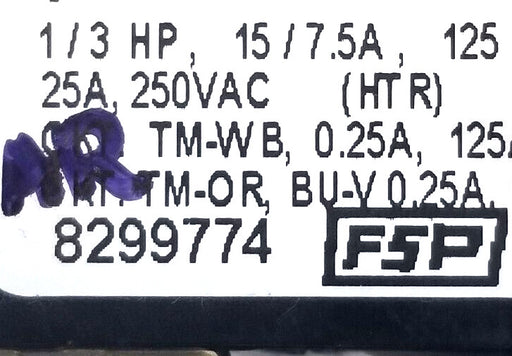 1/3 HP, 15/7.5A, 125
25A, 250VAC (HTR)
TM-WB, 0.25A, 125
TM-OR, BU-V 0.25A,
8299774 FSP